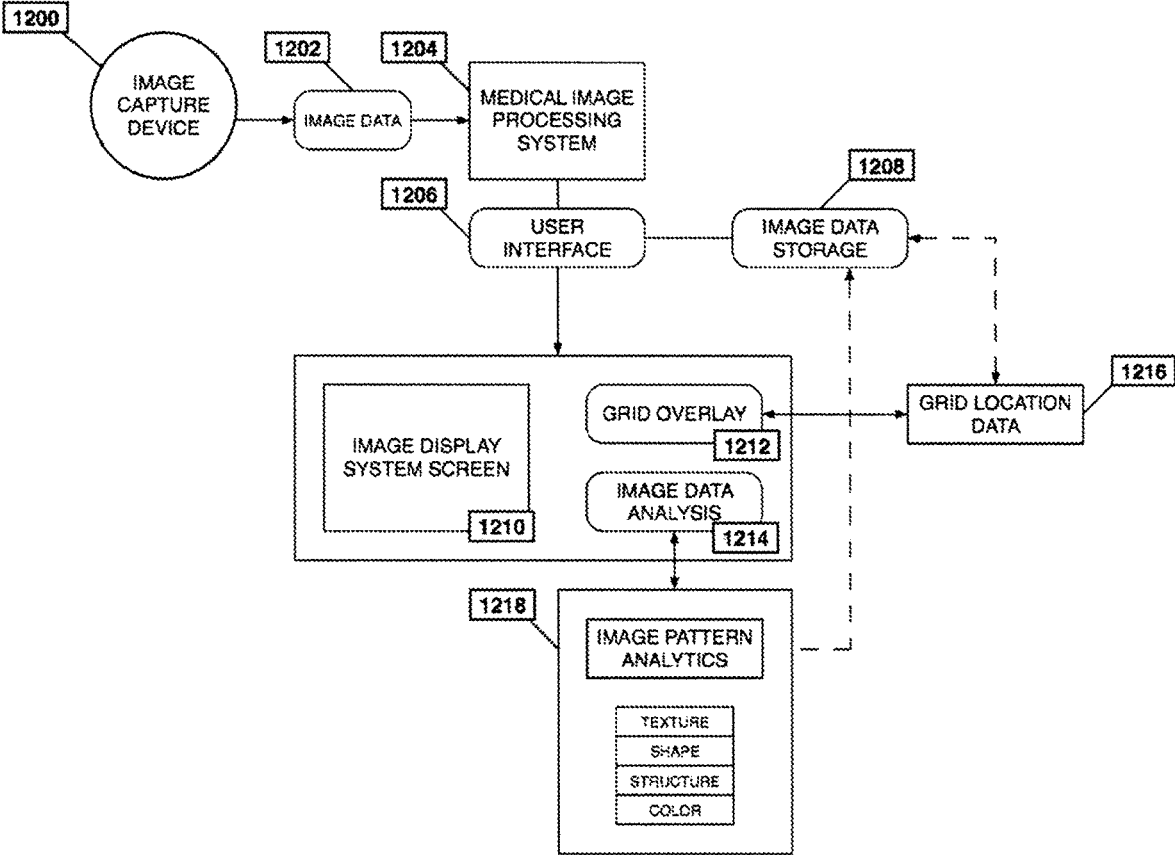 1200
IMAGE
CAPTURE
DEVICE
1202
IMAGE DATA
1204
MEDICAL IMAGE
PROCESSING
SYSTEM
1206
USER
INTERFACE
1208
IMAGE DATA
STORAGE
IMAGE DISPLAY
SYSTEM SCREEN
1210
GRID OVERLAY
1212
IMAGE DATA
ANALYSIS
1214
GRID LOCATION
DATA
1216
1218
IMAGE PATTERN
ANALYTICS
TEXTURE
SHAPE
STRUCTURE
COLOR